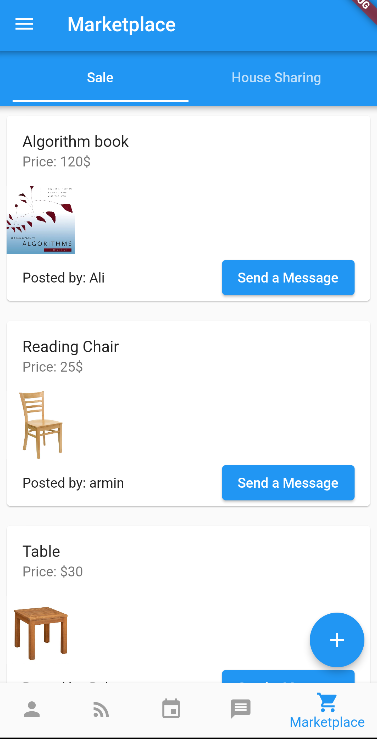 Marketplace
Sale
House Sharing
Algorithm book
Price: 120$
ALGORITHMS
Posted by: Ali
Send a Message
Reading Chair
Price: 25$
Posted by: armin
Send a Message
Table
Price: $30
Marketplace